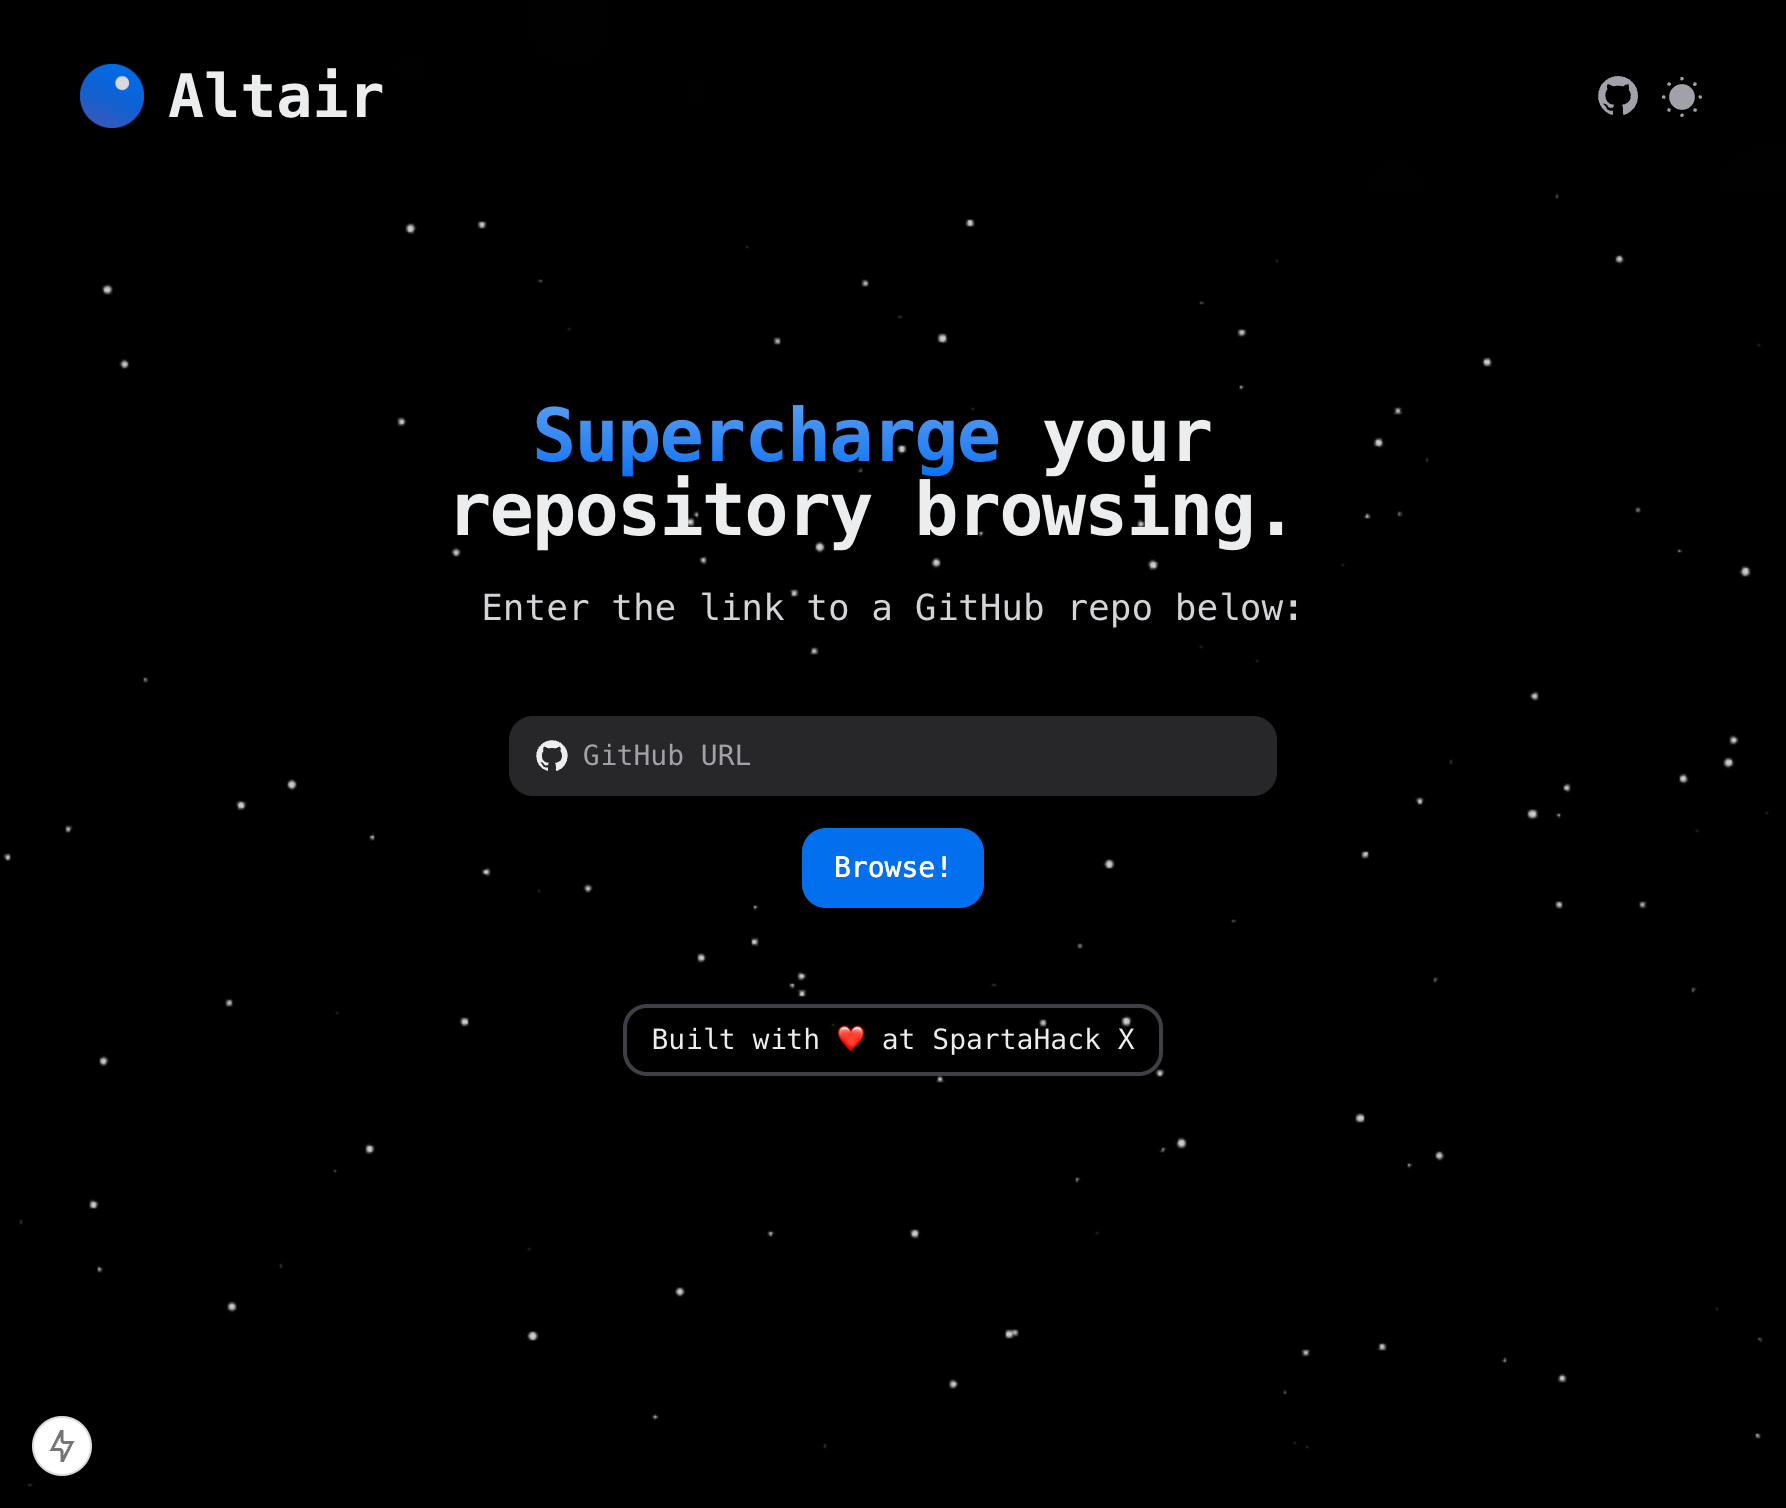 Altair
Supercharge your
repository browsing.
Enter the link to a GitHub repo below:
GitHub URL
Browse!
Built with ❤️ at SpartaHack X